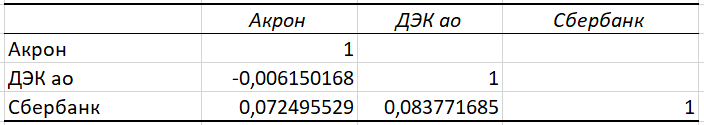 Акрон ДЭК ао Сбербанк
Акрон 1
ДЭК ао -0,006150168 1
Сбербанк 0,072495529 0,083771685 1